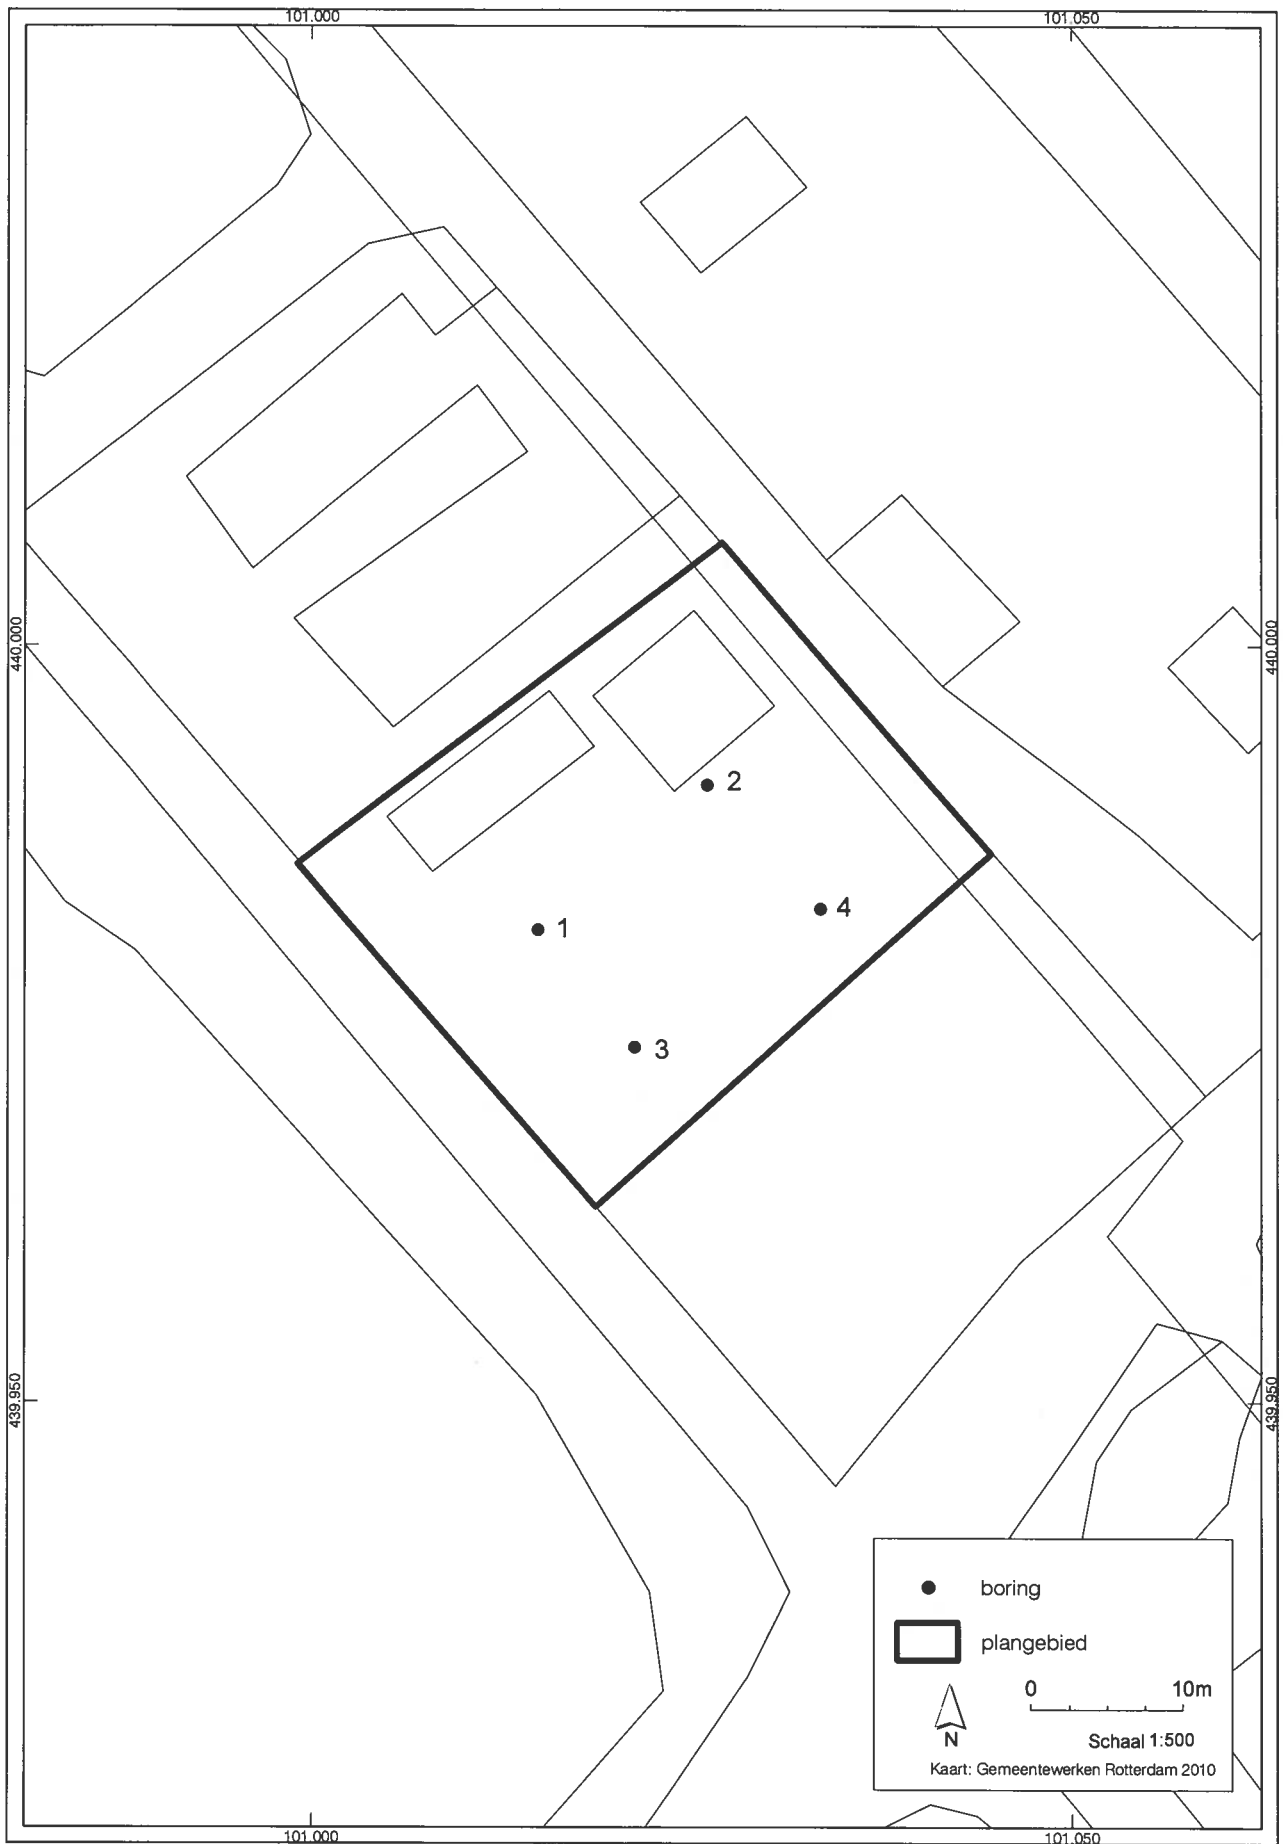 101.000
101.050
440.000
440.000
2
4
1
3
439.950
439.950
boring
plangebied
0 10m
N
Schaal 1:500
Kaart: Gemeentewerken Rotterdam 2010
101.000
101.050